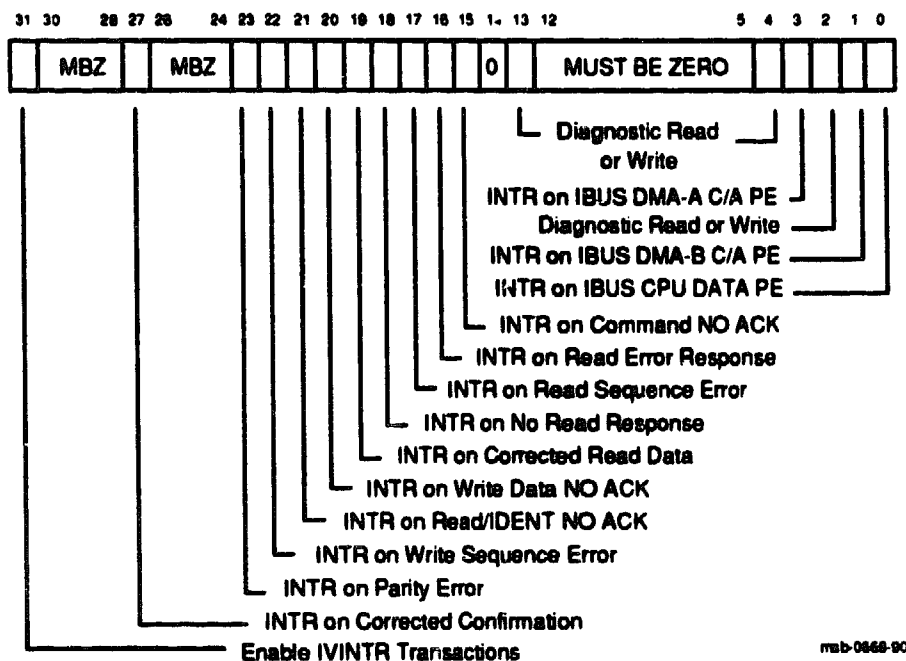 31 30 28 27 26 24 23 22 21 20 19 18 17 16 15 14 13 12 5 4 3 2 1 0
MBZ MBZ 0 MUST BE ZERO
Diagnostic Read
or Write
INTR on IBUS DMA-A C/A PE
Diagnostic Read or Write
INTR on IBUS DMA-B C/A PE
INTR on IBUS CPU DATA PE
INTR on Command NO ACK
INTR on Read Error Response
INTR on Read Sequence Error
INTR on No Read Response
INTR on Corrected Read Data
INTR on Write Data NO ACK
INTR on Read/IDENT NO ACK
INTR on Write Sequence Error
INTR on Parity Error
INTR on Corrected Confirmation
Enable IVINTR Transactions
msb-0668-90